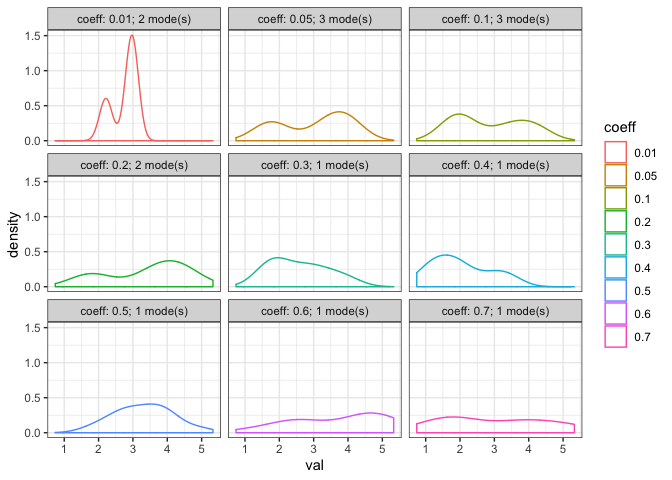 coeff: 0.01; 2 mode(s)
coeff: 0.05; 3 mode(s)
coeff: 0.1; 3 mode(s)
1.5
1.0
0.5
0.0
coeff: 0.2; 2 mode(s)
coeff: 0.3; 1 mode(s)
coeff: 0.4; 1 mode(s)
1.5
1.0
0.5
0.0
coeff: 0.5; 1 mode(s)
coeff: 0.6; 1 mode(s)
coeff: 0.7; 1 mode(s)
1.5
1.0
0.5
0.0
1 2 3 4 5
1 2 3 4 5
1 2 3 4 5
val
density
coeff
0.01
0.05
0.1
0.2
0.3
0.4
0.5
0.6
0.7